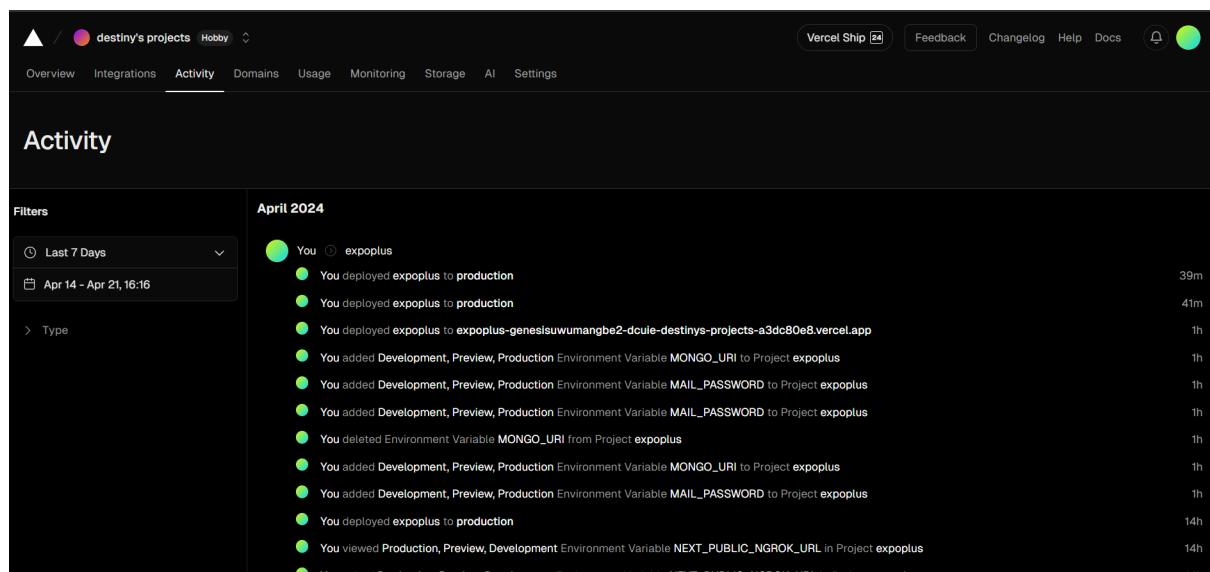 destiny's projects Hobby
Vercel Ship 24 Feedback Changelog Help Docs
Overview Integrations Activity Domains Usage Monitoring Storage AI Settings
Activity
Filters
Last 7 Days
Apr 14 - Apr 21, 16:16
Type
April 2024
You expoplus
You deployed expoplus to production 39m
You deployed expoplus to production 41m
You deployed expoplus to expoplus-genesisuwumangbe2-dcuie-destinys-projects-a3dc80e8.vercel.app 1h
You added Development, Preview, Production Environment Variable MONGO_URI to Project expoplus 1h
You added Development, Preview, Production Environment Variable MAIL_PASSWORD to Project expoplus 1h
You added Development, Preview, Production Environment Variable MAIL_PASSWORD to Project expoplus 1h
You deleted Environment Variable MONGO_URI from Project expoplus 1h
You added Development, Preview, Production Environment Variable MONGO_URI to Project expoplus 1h
You added Development, Preview, Production Environment Variable MAIL_PASSWORD to Project expoplus 1h
You deployed expoplus to production 14h
You viewed Production, Preview, Development Environment Variable NEXT_PUBLIC_NGROK_URL in Project expoplus 14h